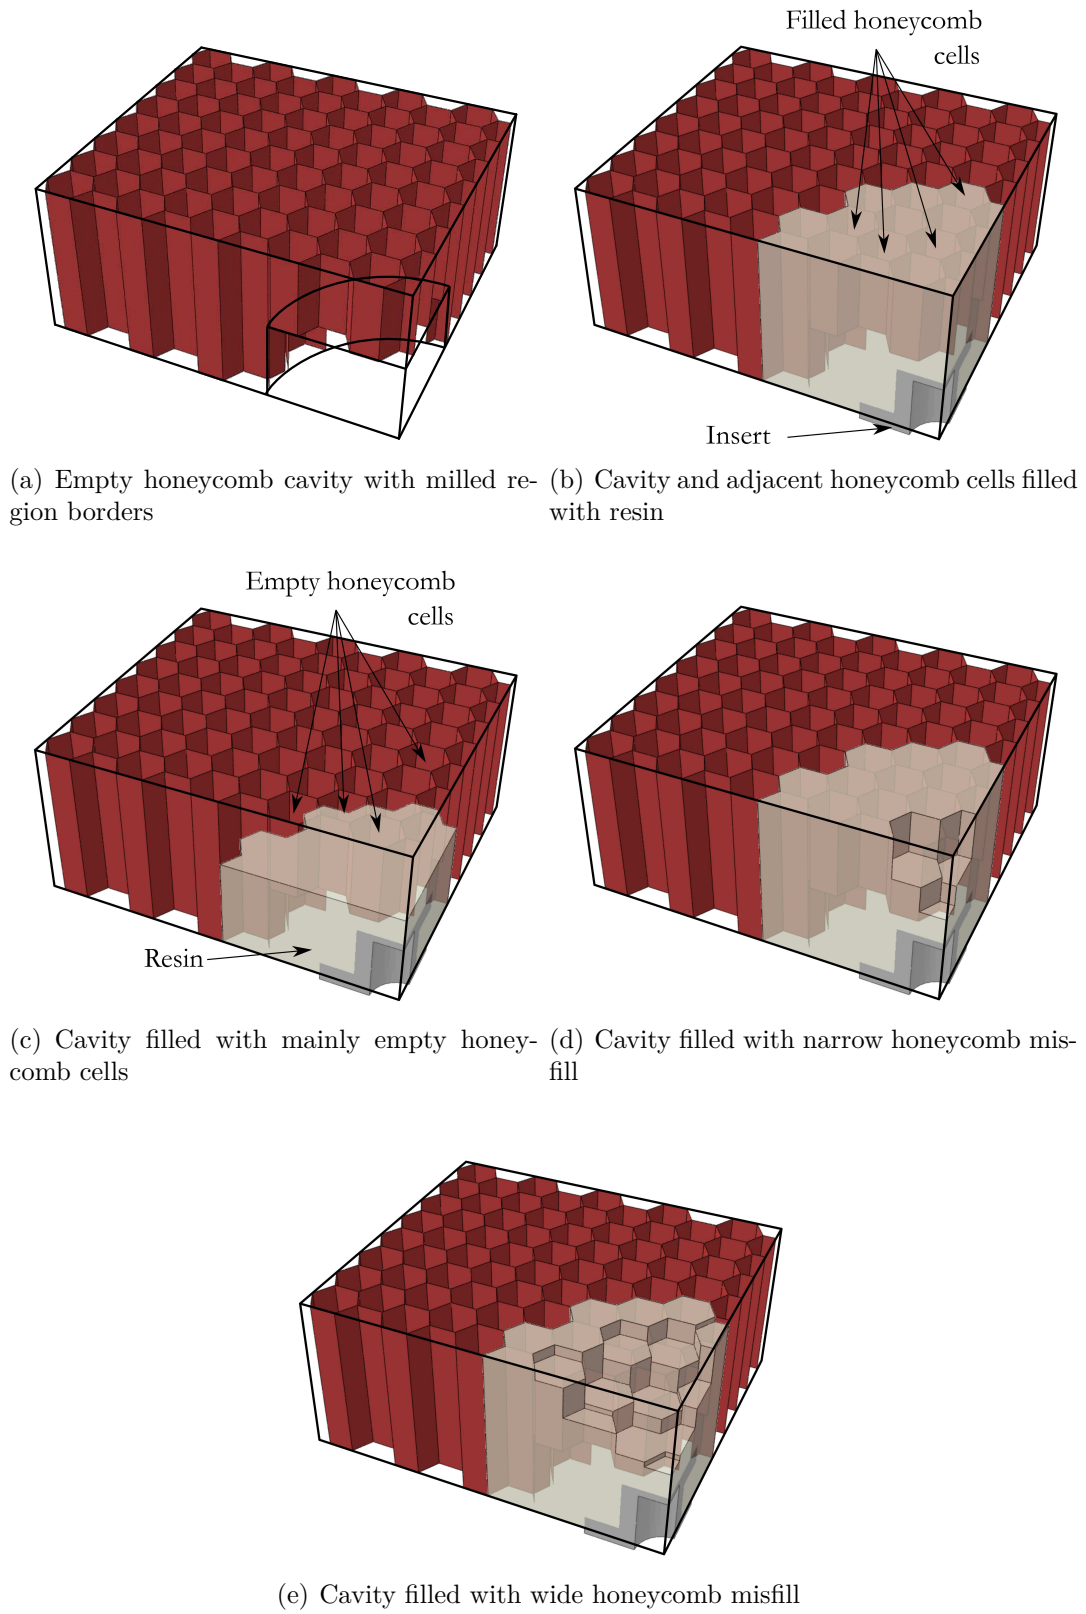 Filled honeycomb
cells
Insert
(a) Empty honeycomb cavity with milled re-
gion borders
(b) Cavity and adjacent honeycomb cells filled
with resin
Empty honeycomb
cells
Resin
(c) Cavity filled with mainly empty honey-
comb cells
(d) Cavity filled with narrow honeycomb mis-
fill
(e) Cavity filled with wide honeycomb misfill